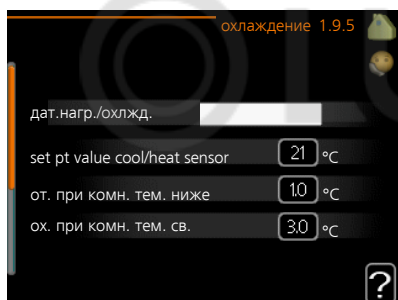 охлаждение 1.9.5
дат.нагр./охлжд.
set pt value cool/heat sensor 21 °C
от. при комн. тем. ниже 1.0 °C
ох. при комн. тем. св. 3.0 °C
?